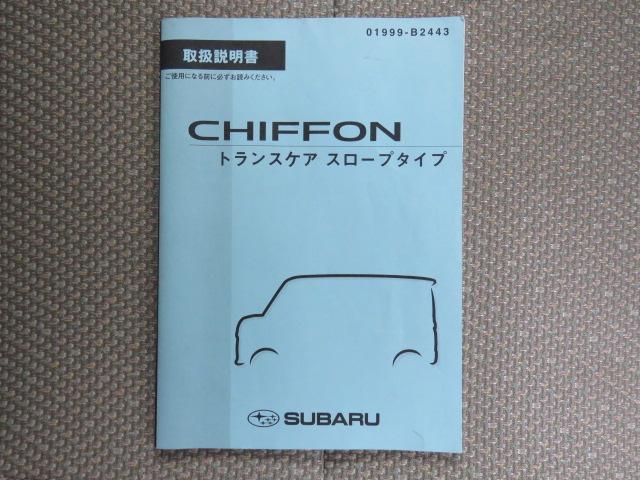 01999-B2443
取扱説明書
ご使用になる前に必ずお読みください。
CHIFFON
トランスケア スロープタイプ
SUBARU